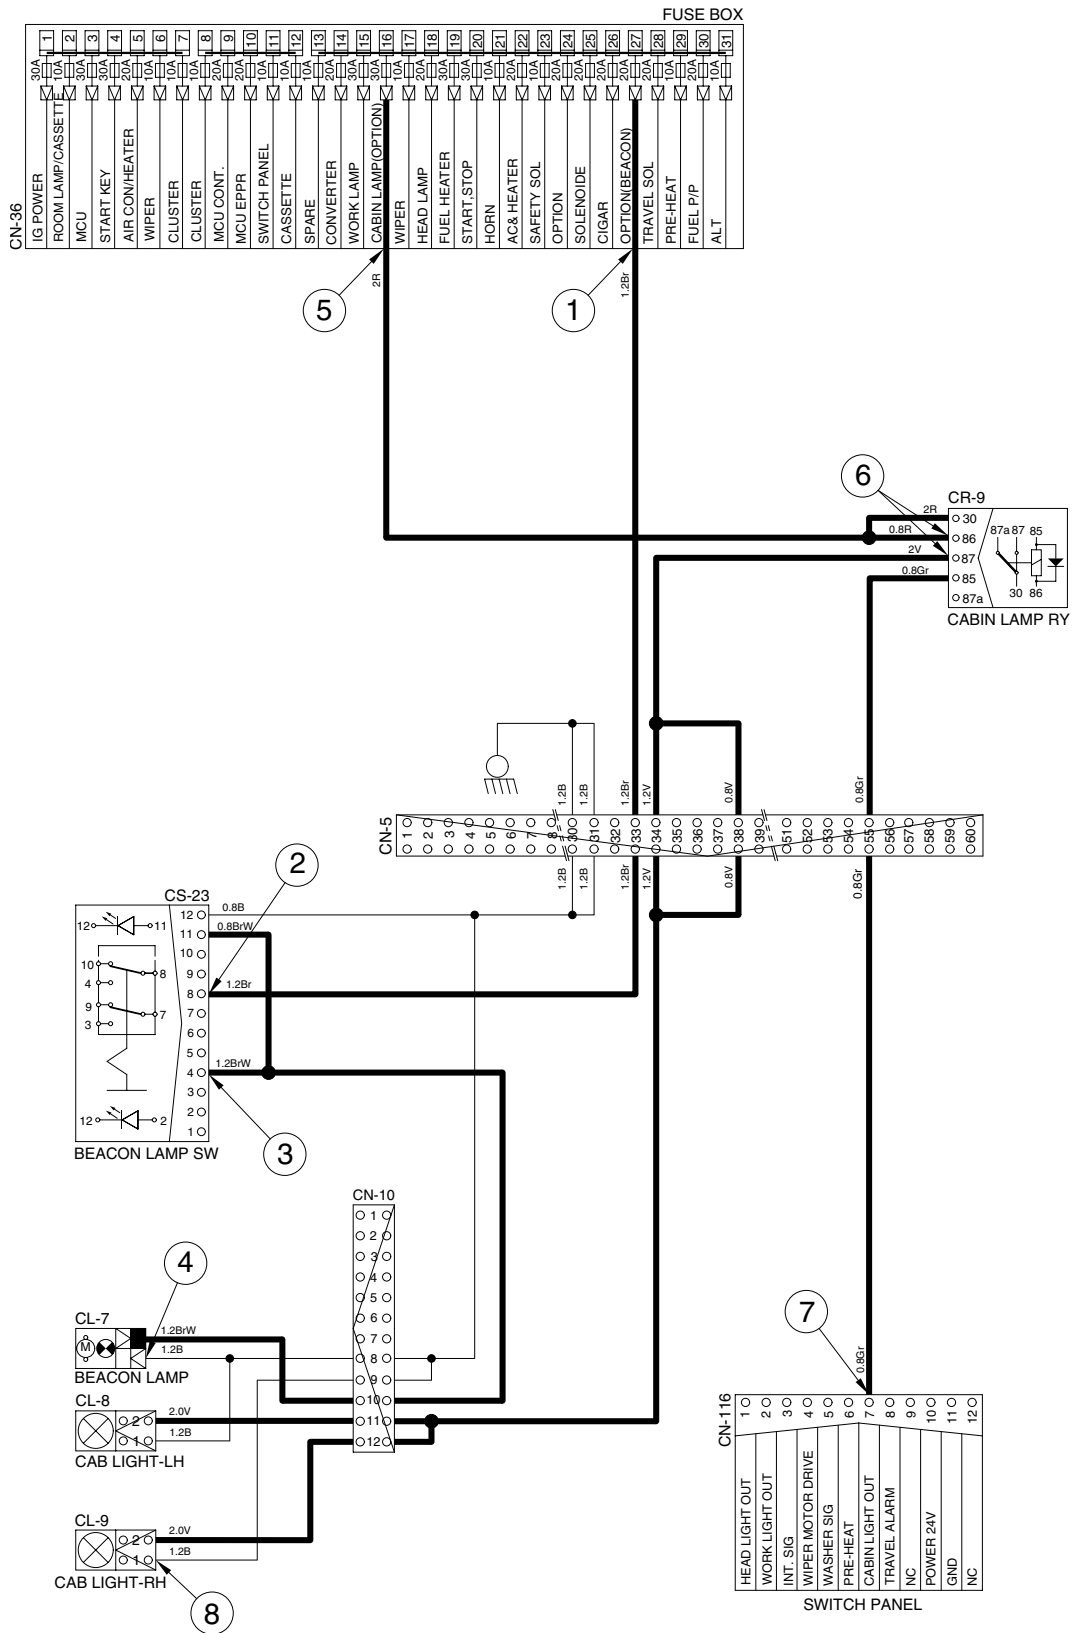 FUSE BOX
1 2 3 4 5 6 7 8 9 10 11 12 13 14 15 16 17 18 19 20 21 22 23 24 25 26 27 28 29 30 31
30A 10A 30A 30A 20A 10A 10A 10A 20A 10A 10A 10A 30A 20A 20A 30A 10A 20A 30A 30A 10A 10A 20A 10A 20A 20A 20A 20A 10A 20A 10A
CN-36
IG POWER
ROOM LAMP/CASSETTE
MCU
START KEY
AIR CON/HEATER
WIPER
CLUSTER
CLUSTER
MCU CONT.
MCU EPPR
SWITCH PANEL
CASSETTE
SPARE
CONVERTER
WORK LAMP
CABIN LAMP(OPTION)
WIPER
HEAD LAMP
FUEL HEATER
START,STOP
HORN
AC& HEATER
SAFETY SOL
OPTION
SOLENOIDE
CIGAR
OPTION(BEACON)
TRAVEL SOL
PRE-HEAT
FUEL P/P
ALT
2R
1.2Br
5
1
6
CR-9
2R
30
0.8R
86
2V
87
0.8Gr
85
87a
87a 87 85
30 86
CABIN LAMP RY
1.2B
1.2B
1.2Br
1.2V
0.8V
0.8Gr
CN-5
1 2 3 4 5 6 7 8 30 31 32 33 34 35 36 37 38 39 51 52 53 54 55 56 57 58 59 60
1.2B
1.2B
1.2Br
1.2V
0.8V
0.8Gr
2
CS-23
12
0.8B
11
0.8BrW
10
9
8
1.2Br
7
6
5
4
1.2BrW
3
2
1
12 11
10 8
4
9 7
3
12 2
BEACON LAMP SW
3
CN-10
1
2
3
4
5
6
7
8
9
10
11
12
4
CL-7
M
1.2BrW
1.2B
BEACON LAMP
CL-8
2
2.0V
1
1.2B
CAB LIGHT-LH
CL-9
2
2.0V
1
1.2B
CAB LIGHT-RH
8
7
0.8Gr
CN-116
1 2 3 4 5 6 7 8 9 10 11 12
HEAD LIGHT OUT
WORK LIGHT OUT
INT. SIG
WIPER MOTOR DRIVE
WASHER SIG
PRE-HEAT
CABIN LIGHT OUT
TRAVEL ALARM
NC
POWER 24V
GND
NC
SWITCH PANEL